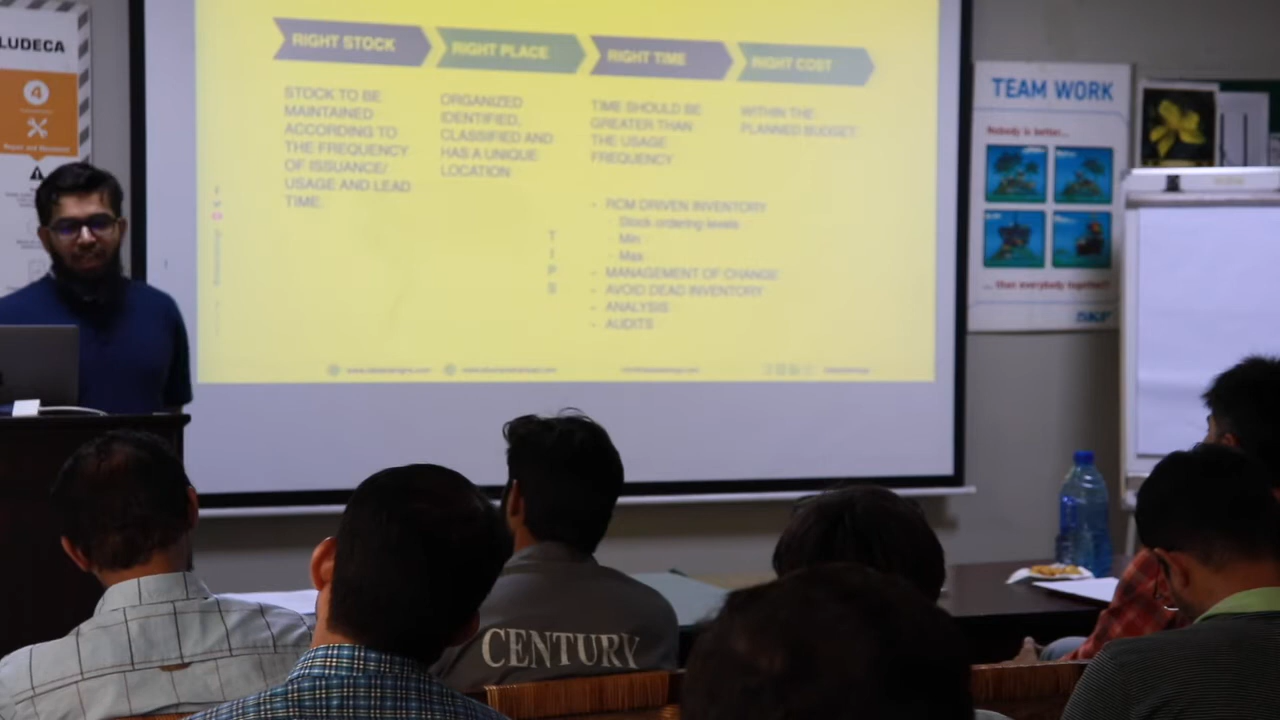 LUDECA
4
RIGHT STOCK
RIGHT PLACE
RIGHT TIME
RIGHT COST
STOCK TO BE
MAINTAINED
ACCORDING TO
THE FREQUENCY
OF ISSUANCE/
USAGE AND LEAD
TIME
ORGANIZED
IDENTIFIED,
CLASSIFIED AND
HAS A UNIQUE
LOCATION
TIME SHOULD BE
GREATER THAN
THE USAGE
FREQUENCY
WITHIN THE
PLANNED BUDGET
T
I
P
S
- RCM DRIVEN INVENTORY
Stock ordering levels
Min
Max
- MANAGEMENT OF CHANGE
- AVOID DEAD INVENTORY
- ANALYSIS
- AUDITS
TEAM WORK
Nobody is better...
... than everybody together!
SKF
CENTURY